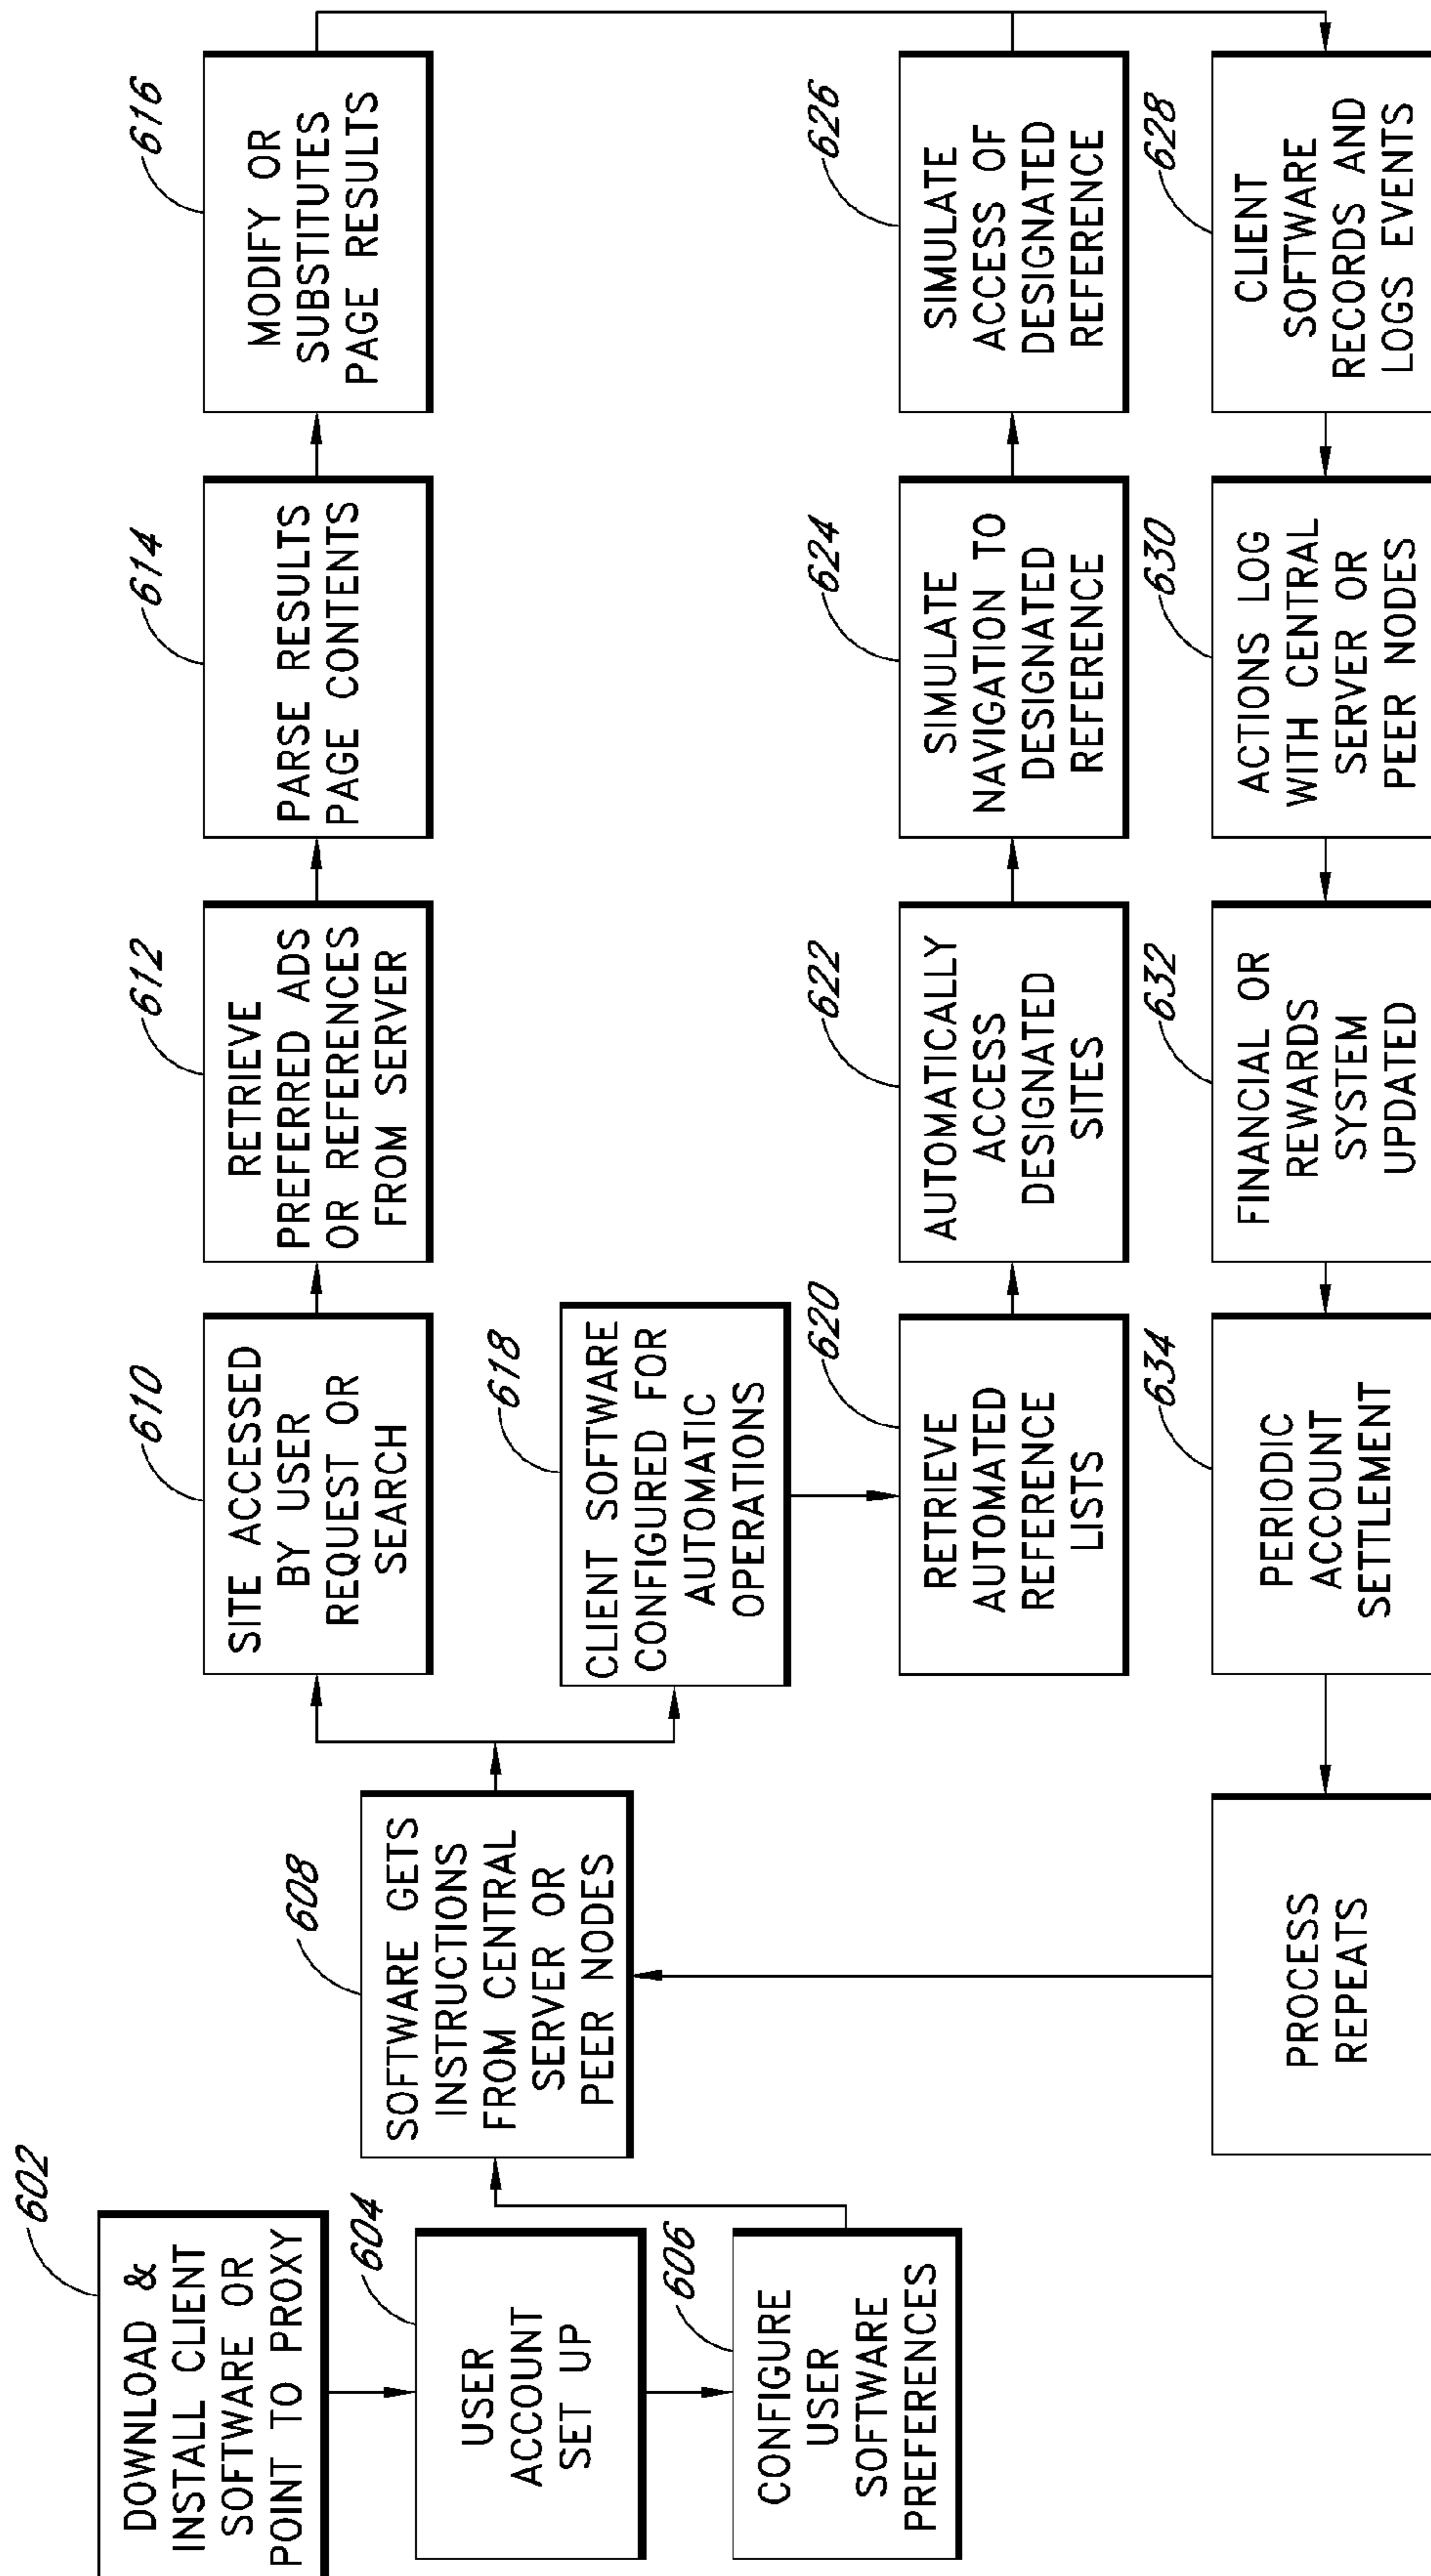 602
DOWNLOAD &
INSTALL CLIENT
SOFTWARE OR
POINT TO PROXY
604
USER
ACCOUNT
SET UP
606
CONFIGURE
USER
SOFTWARE
PREFERENCES
608
SOFTWARE GETS
INSTRUCTIONS
FROM CENTRAL
SERVER OR
PEER NODES
610
SITE ACCESSED
BY USER
REQUEST OR
SEARCH
612
RETRIEVE
PREFERRED ADS
OR REFERENCES
FROM SERVER
614
PARSE RESULTS
PAGE CONTENTS
616
MODIFY OR
SUBSTITUTES
PAGE RESULTS
618
CLIENT SOFTWARE
CONFIGURED FOR
AUTOMATIC
OPERATIONS
620
RETRIEVE
AUTOMATED
REFERENCE
LISTS
622
AUTOMATICALLY
ACCESS
DESIGNATED
SITES
624
SIMULATE
NAVIGATION TO
DESIGNATED
REFERENCE
626
SIMULATE
ACCESS OF
DESIGNATED
REFERENCE
628
CLIENT
SOFTWARE
RECORDS AND
LOGS EVENTS
630
ACTIONS LOG
WITH CENTRAL
SERVER OR
PEER NODES
632
FINANCIAL OR
REWARDS
SYSTEM
UPDATED
634
PERIODIC
ACCOUNT
SETTLEMENT
PROCESS
REPEATS